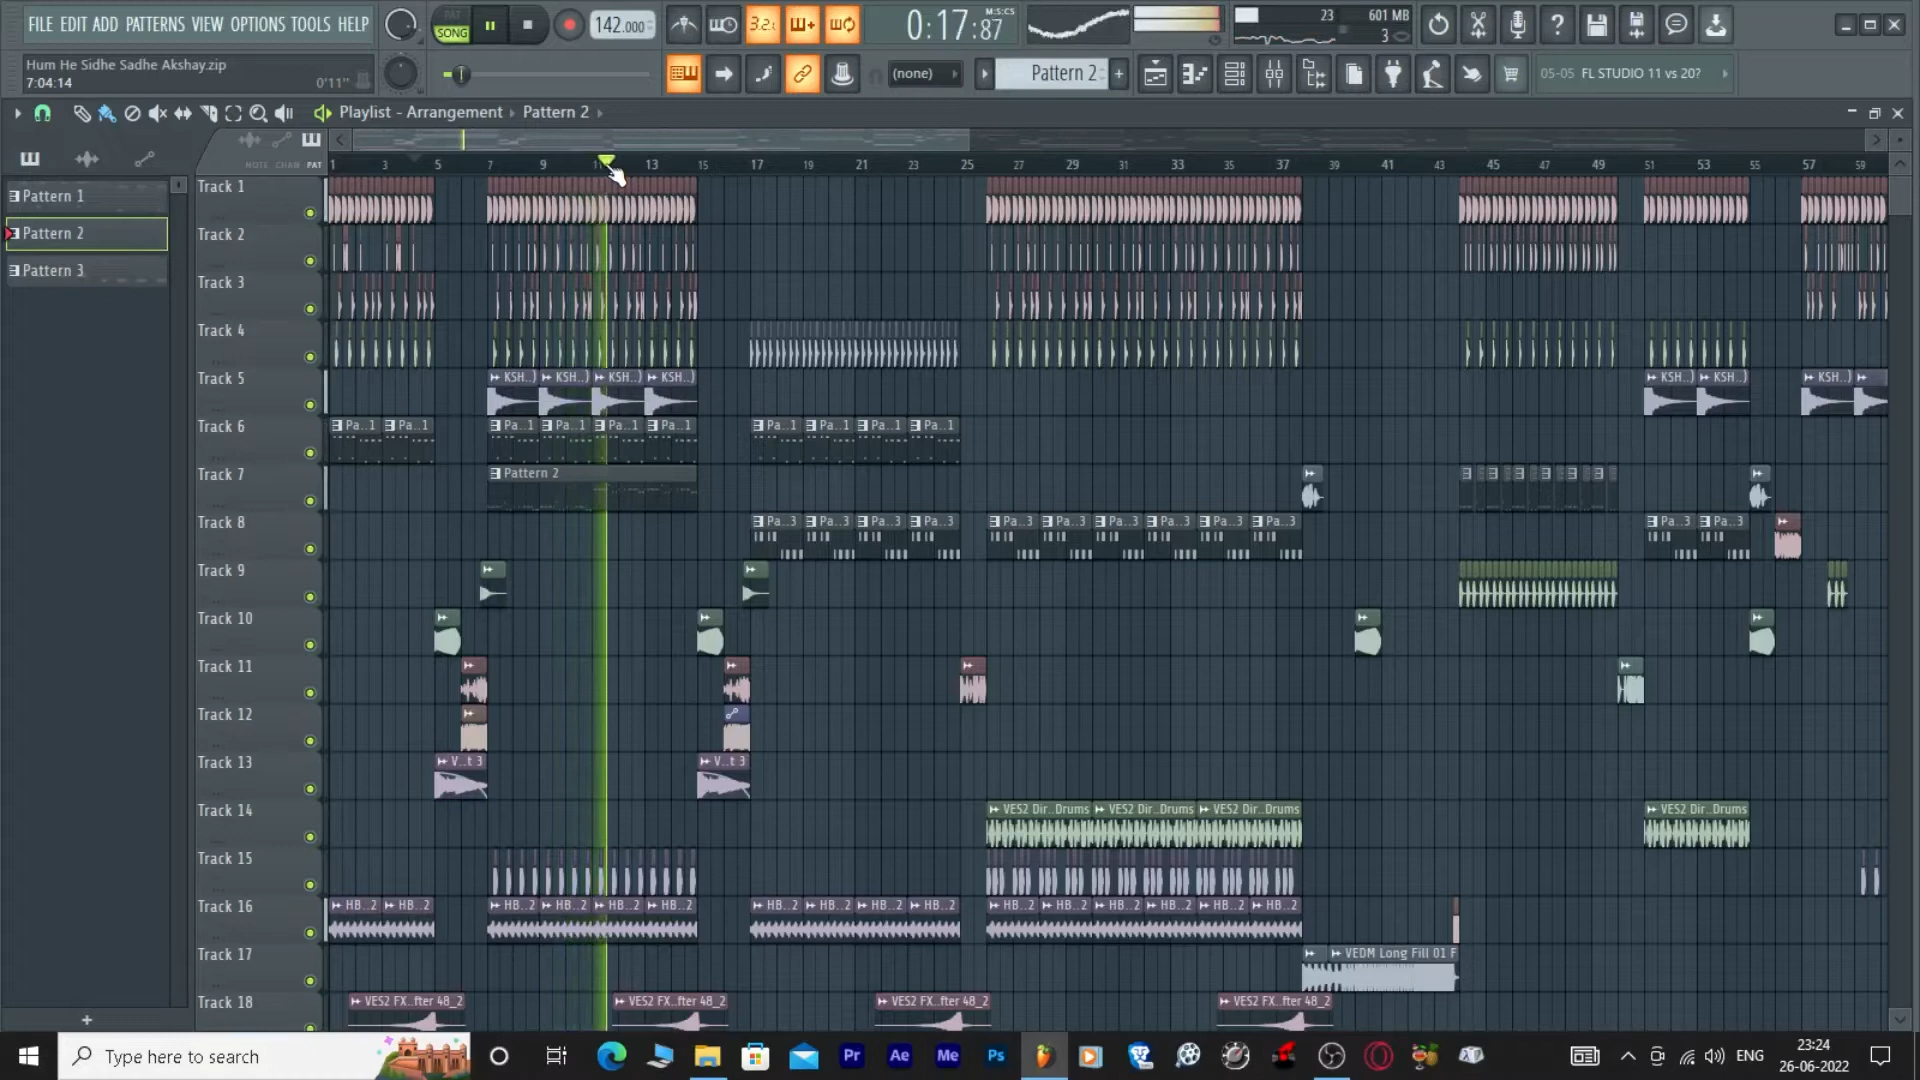 FILE EDIT ADD PATTERNS VIEW OPTIONS TOOLS HELP
PAT
SONG
142.000
3.2.
0:17:87
M:S:CS
23
601 MB
3
Hum He Sidhe Sadhe Akshay.zip
7:04:14
0'11"
(none)
Pattern 2
+
05-05 FL STUDIO 11 vs 20?
Playlist - Arrangement
Pattern 2
NOTE CHAN PAT
1 3 5 7 9 11 13 15 17 19 21 23 25 27 29 31 33 35 37 39 41 43 45 47 49 51 53 55 57 59
Pattern 1
Pattern 2
Pattern 3
Track 1
Track 2
Track 3
Track 4
Track 5
KSH..) KSH..) KSH..) KSH..) KSH..) KSH..) KSH..)
Track 6
Pa..1 Pa..1 Pa..1 Pa..1 Pa..1 Pa..1 Pa..1 Pa..1 Pa..1 Pa..1
Track 7
Pattern 2
Track 8
Pa..3 Pa..3 Pa..3 Pa..3 Pa..3 Pa..3 Pa..3 Pa..3 Pa..3 Pa..3 Pa..3 Pa..3
Track 9
Track 10
Track 11
Track 12
Track 13
V..t 3 V..t 3
Track 14
VES2 Dir..Drums VES2 Dir..Drums VES2 Dir..Drums VES2 Dir..Drums
Track 15
Track 16
HB..2 HB..2 HB..2 HB..2 HB..2 HB..2 HB..2 HB..2 HB..2 HB..2 HB..2 HB..2 HB..2 HB..2 HB..2 HB..2
Track 17
VEDM Long Fill 01 F
Track 18
VES2 FX..fter 48_2 VES2 FX..fter 48_2 VES2 FX..fter 48_2 VES2 FX..fter 48_2
+
Type here to search
Pr
Ae
Me
Ps
ENG
23:24
26-06-2022